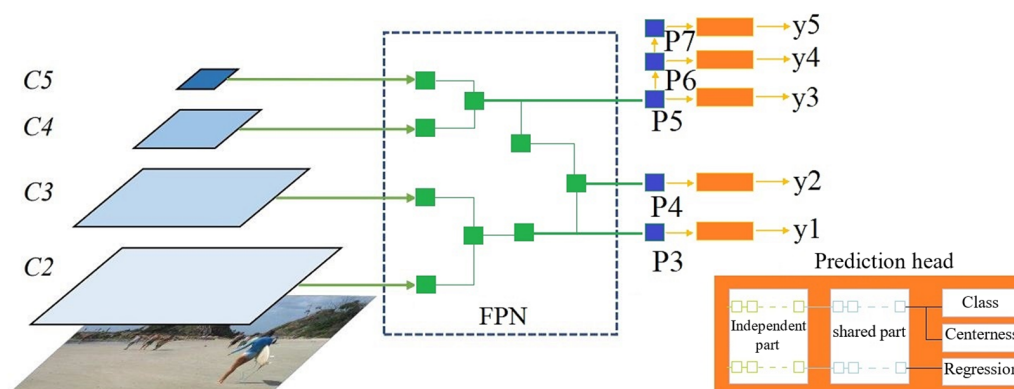 C5
C4
C3
C2
FPN
P7
P6
P5
P4
P3
y5
y4
y3
y2
y1
Prediction head
Independent
part
shared part
Class
Centerness
Regression